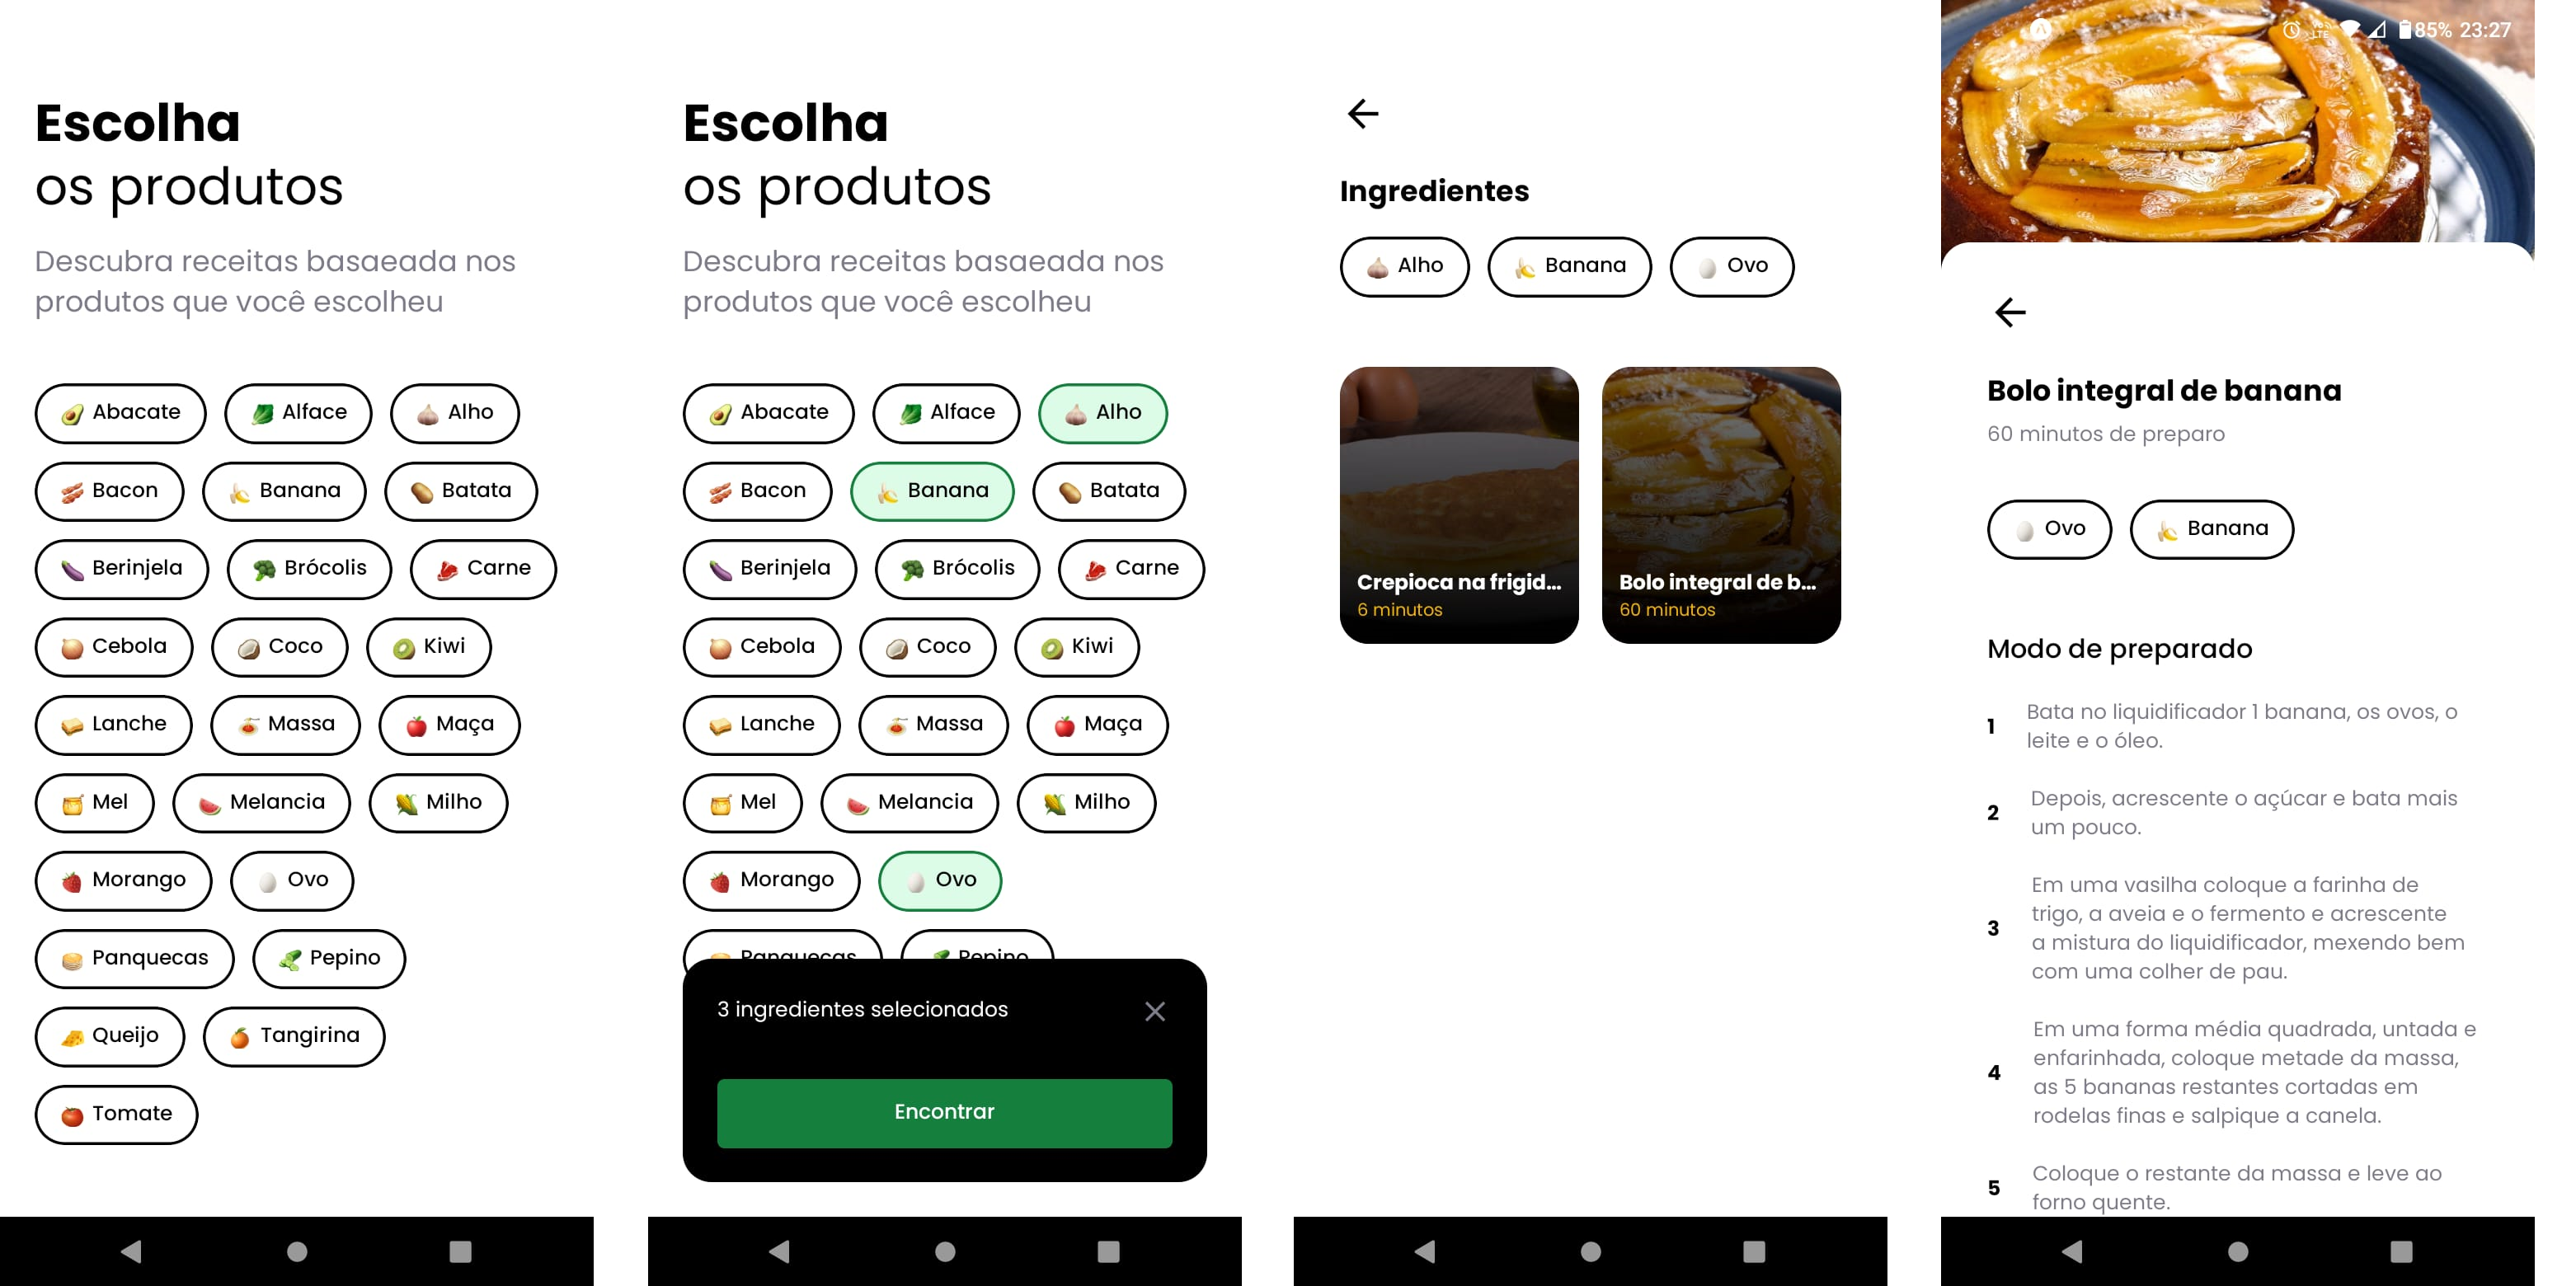 Escolha
os produtos
Descubra receitas basaeada nos
produtos que você escolheu
Abacate
Alface
Alho
Bacon
Banana
Batata
Berinjela
Brócolis
Carne
Cebola
Coco
Kiwi
Lanche
Massa
Maça
Mel
Melancia
Milho
Morango
Ovo
Panquecas
Pepino
Queijo
Tangirina
Tomate
Escolha
os produtos
Descubra receitas basaeada nos
produtos que você escolheu
Abacate
Alface
Alho
Bacon
Banana
Batata
Berinjela
Brócolis
Carne
Cebola
Coco
Kiwi
Lanche
Massa
Maça
Mel
Melancia
Milho
Morango
Ovo
Panquecas
Pepino
3 ingredientes selecionados
Encontrar
Ingredientes
Alho
Banana
Ovo
Crepioca na frigid...
6 minutos
Bolo integral de b...
60 minutos
85% 23:27
Bolo integral de banana
60 minutos de preparo
Ovo
Banana
Modo de preparado
1 Bata no liquidificador 1 banana, os ovos, o
leite e o óleo.
2 Depois, acrescente o açúcar e bata mais
um pouco.
3 Em uma vasilha coloque a farinha de
trigo, a aveia e o fermento e acrescente
a mistura do liquidificador, mexendo bem
com uma colher de pau.
4 Em uma forma média quadrada, untada e
enfarinhada, coloque metade da massa,
as 5 bananas restantes cortadas em
rodelas finas e salpique a canela.
5 Coloque o restante da massa e leve ao
forno quente.